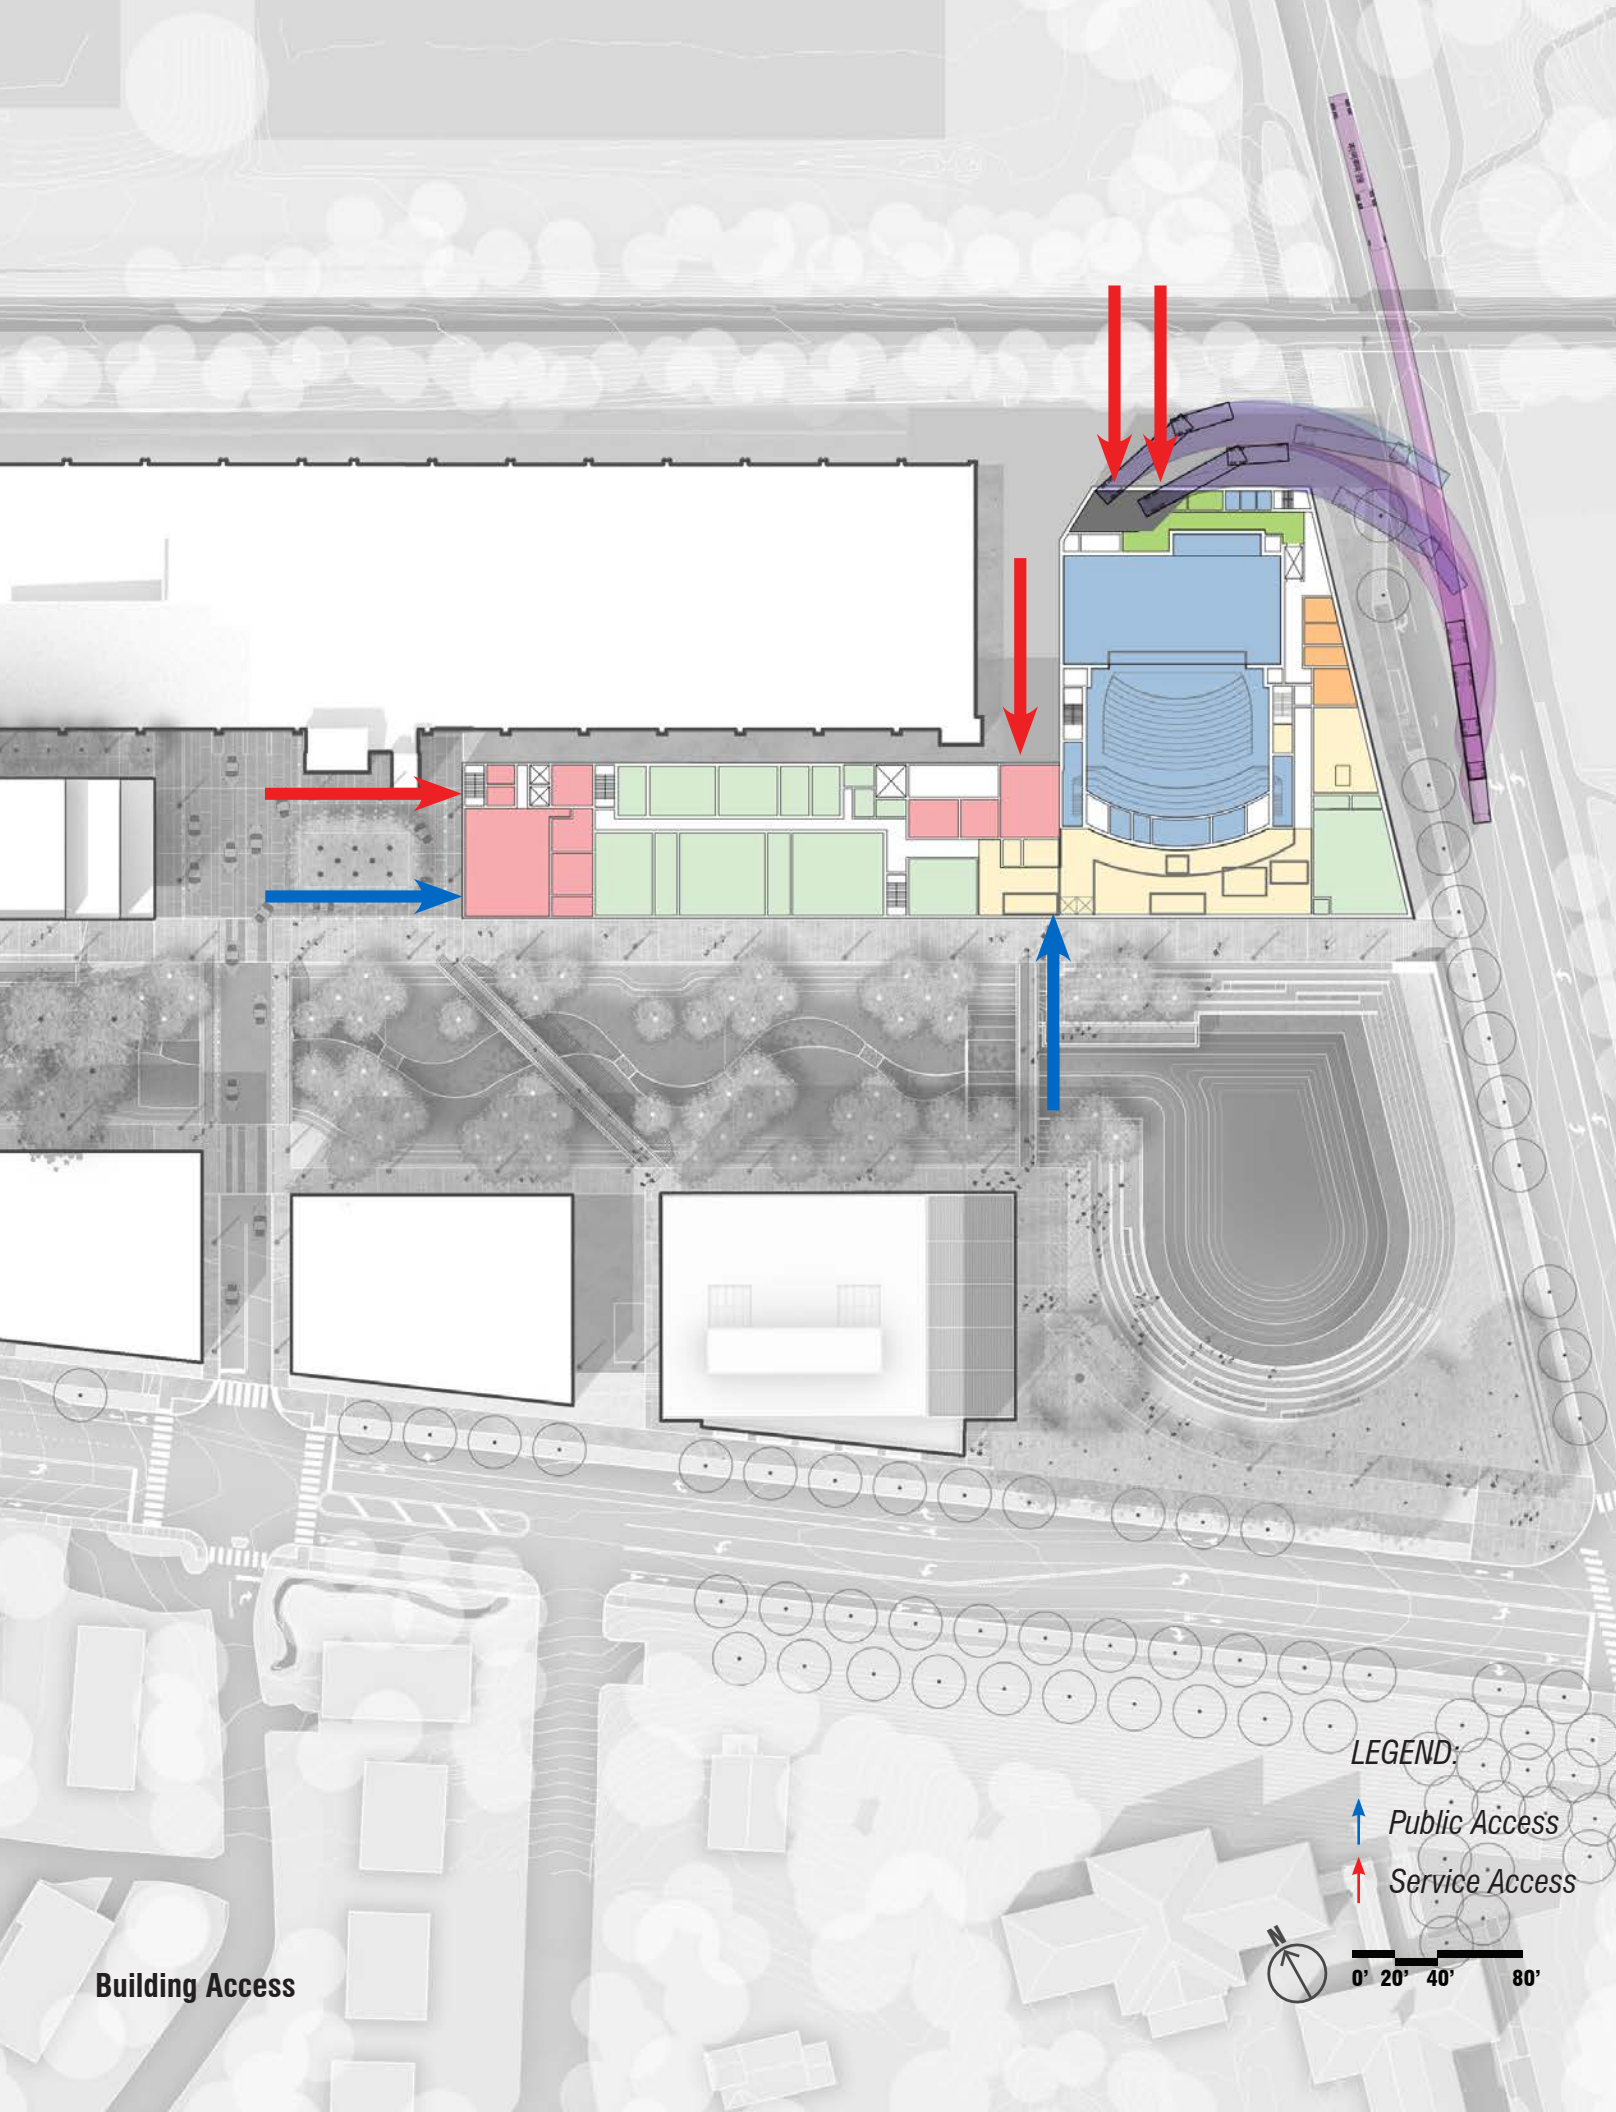 LEGEND:
Public Access
Service Access
N
0' 20' 40' 80'
Building Access